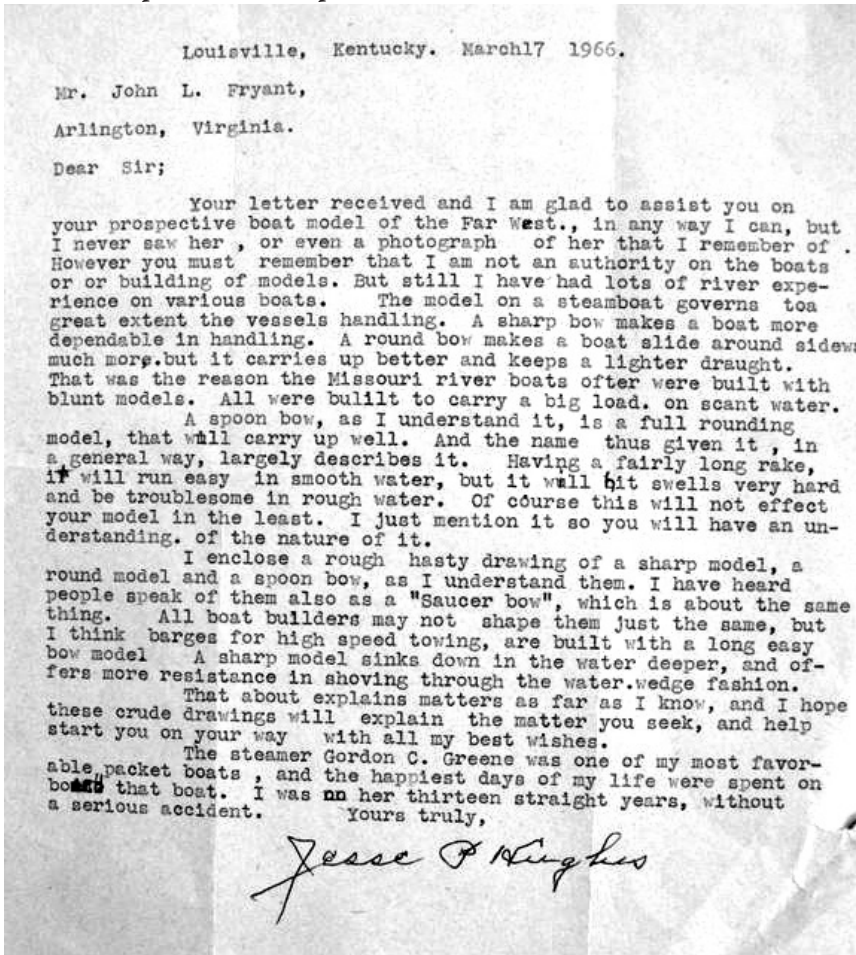 Louisville, Kentucky. March17 1966.
Mr. John L. Fryant,
Arlington, Virginia.
Dear Sir;
Your letter received and I am glad to assist you on
your prospective boat model of the Far West., in any way I can, but
I never saw her , or even a photograph of her that I remember of .
However you must remember that I am not an authority on the boats
or or building of models. But still I have had lots of river expe-
rience on various boats. The model on a steamboat governs toa
great extent the vessels handling. A sharp bow makes a boat more
dependable in handling. A round bow makes a boat slide around sidew
much more.but it carries up better and keeps a lighter draught.
That was the reason the Missouri river boats ofter were built with
blunt models. All were bulilt to carry a big load. on scant water.
A spoon bow, as I understand it, is a full rounding
model, that will carry up well. And the name thus given it , in
a general way, largely describes it. Having a fairly long rake,
it will run easy in smooth water, but it will hit swells very hard
and be troublesome in rough water. Of course this will not effect
your model in the least. I just mention it so you will have an un-
derstanding. of the nature of it.
I enclose a rough hasty drawing of a sharp model, a
round model and a spoon bow, as I understand them. I have heard
people speak of them also as a "Saucer bow", which is about the same
thing. All boat builders may not shape them just the same, but
I think barges for high speed towing, are built with a long easy
bow model A sharp model sinks down in the water deeper, and of-
fers more resistance in shoving through the water.wedge fashion.
That about explains matters as far as I know, and I hope
these crude drawings will explain the matter you seek, and help
start you on your way with all my best wishes.
The steamer Gordon C. Greene was one of my most favor-
able packet boats , and the happiest days of my life were spent on
board that boat. I was on her thirteen straight years, without
a serious accident. Yours truly,
Jesse P Hughes